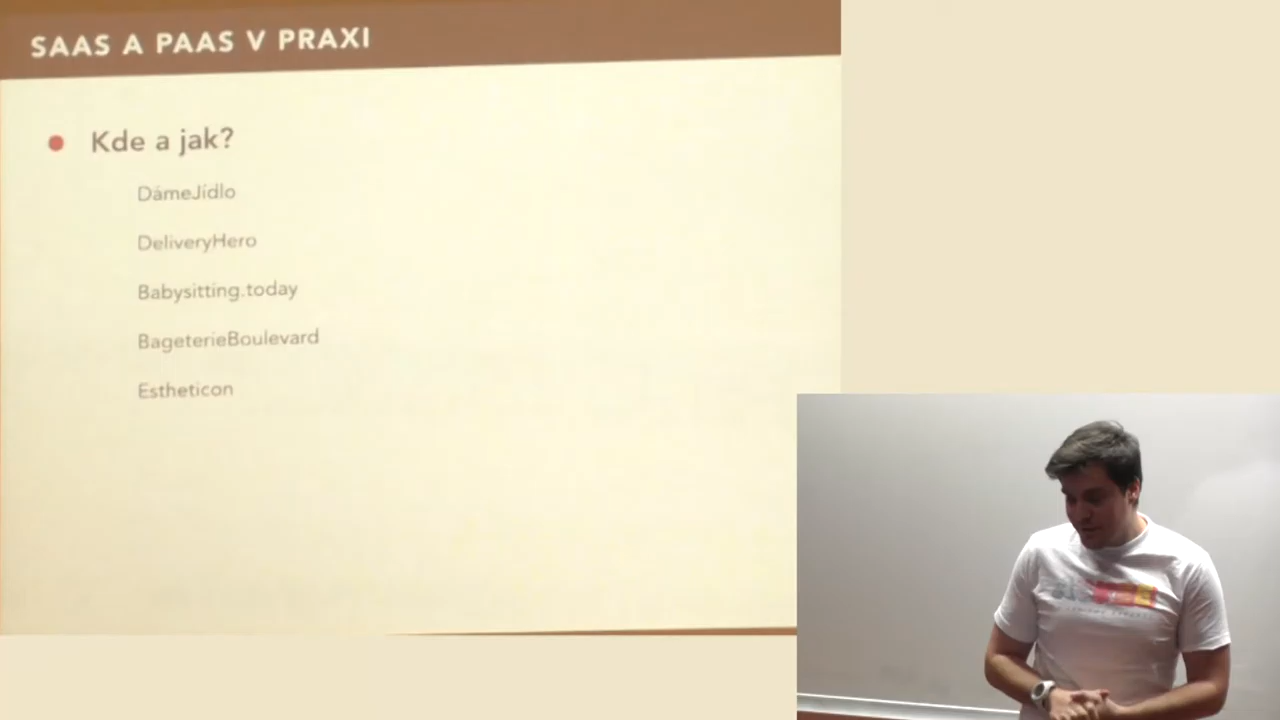 SAAS A PAAS V PRAXI
Kde a jak?
DámeJídlo
DeliveryHero
Babysitting.today
BageterieBoulevard
Estheticon